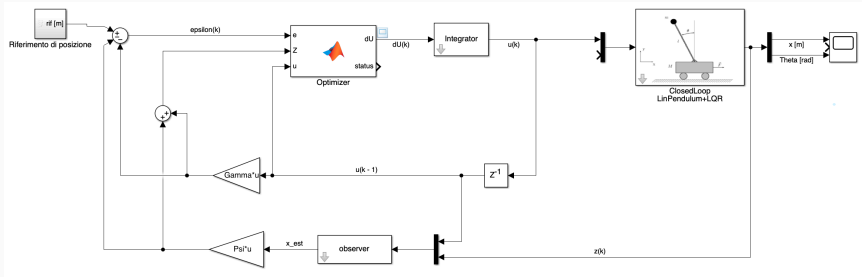 rif [m]
Riferimento di posizione
epsilon(k)
e
Z
u
dU
status
Optimizer
dU(k)
Integrator
u(k)
ClosedLoop
LinPendulum+LQR
x [m]
Theta [rad]
Gamma*u
u(k - 1)
Z-1
Psi*u
x_est
observer
z(k)